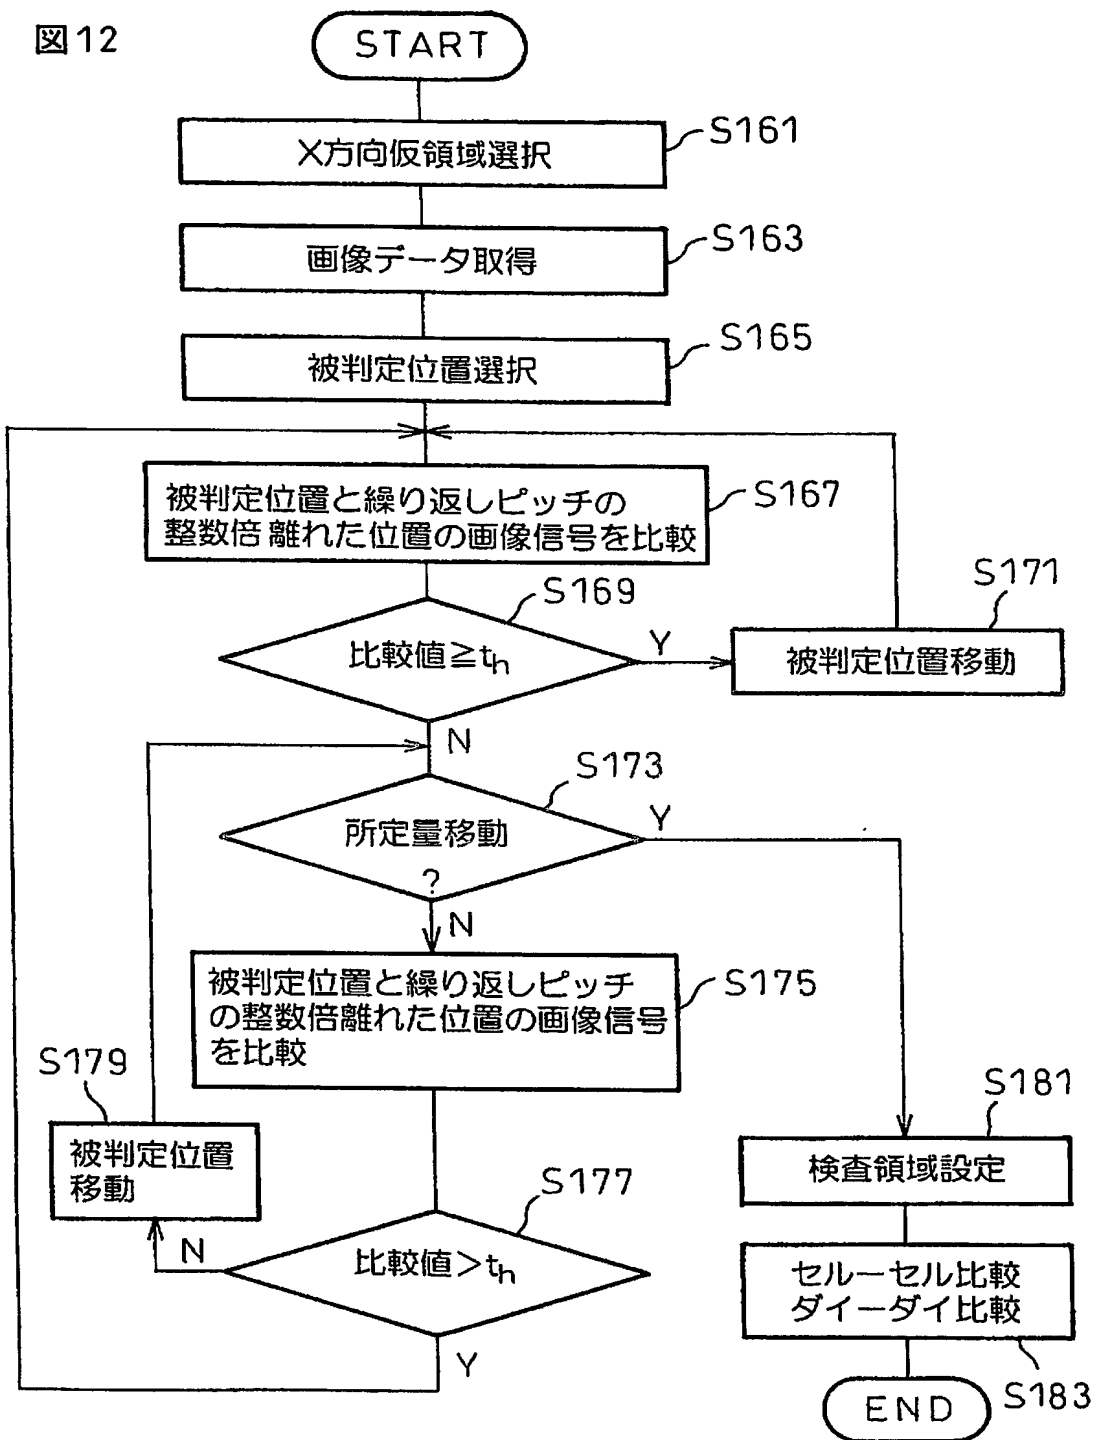 図12
START
S161
X方向仮領域選択
S163
画像データ取得
S165
被判定位置選択
S167
被判定位置と繰り返しピッチの
整数倍離れた位置の画像信号を比較
S169
比較値≧th
Y
S171
被判定位置移動
N
S173
所定量移動
?
Y
N
S175
被判定位置と繰り返しピッチ
の整数倍離れた位置の画像信号
を比較
S179
被判定位置
移動
S177
比較値>th
N
Y
S181
検査領域設定
セルーセル比較
ダイーダイ比較
S183
END